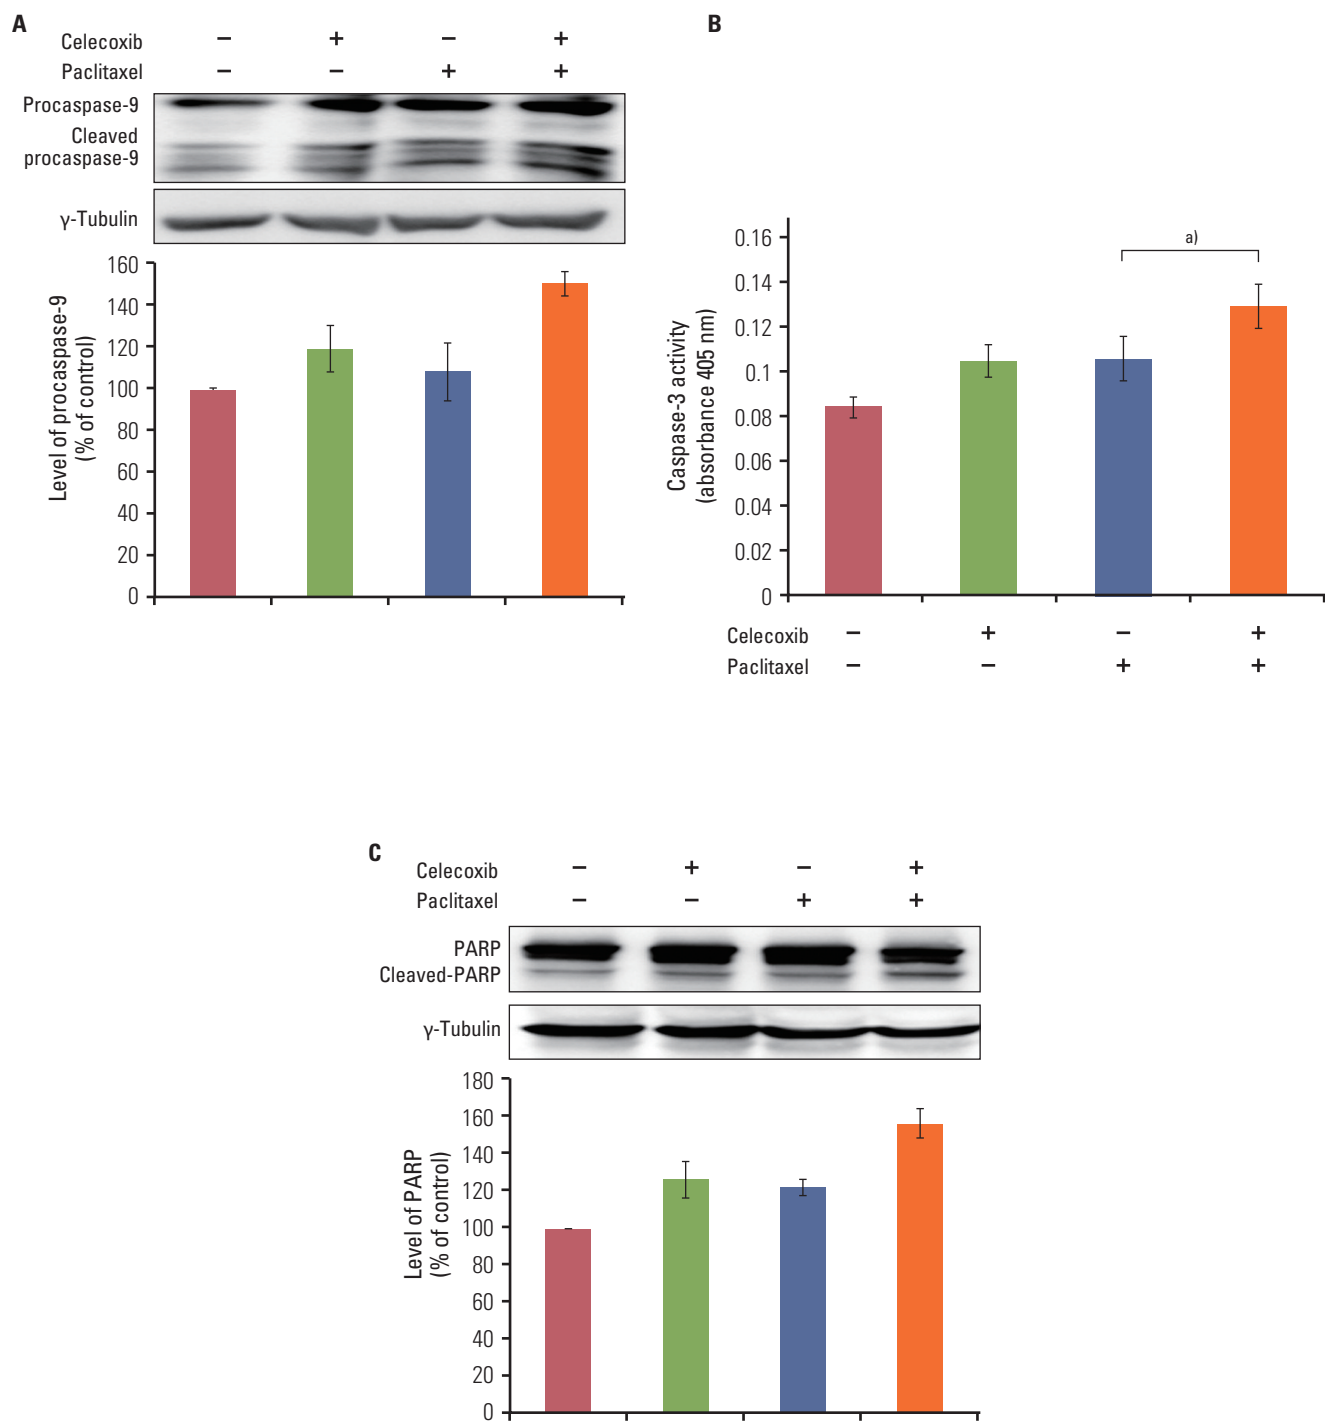 A
Celecoxib − + − +
Paclitaxel − − + +
Procaspase-9
Cleaved
procaspase-9
γ-Tubulin
Level of procaspase-9
(% of control)
160
140
120
100
80
60
40
20
0
B
Caspase-3 activity
(absorbance 405 nm)
0.16
0.14
0.12
0.1
0.08
0.06
0.04
0.02
0
a)
Celecoxib − + − +
Paclitaxel − − + +
C
Celecoxib − + − +
Paclitaxel − − + +
PARP
Cleaved-PARP
γ-Tubulin
Level of PARP
(% of control)
180
160
140
120
100
80
60
40
20
0